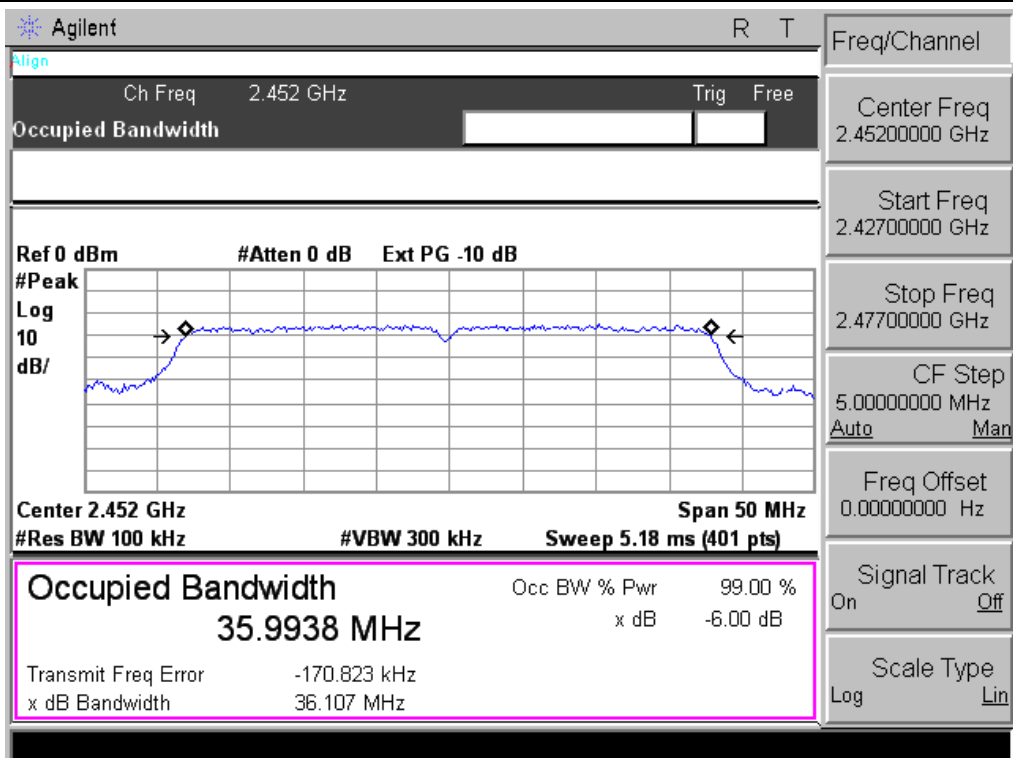 Agilent R T
Align
Ch Freq 2.452 GHz Trig Free
Occupied Bandwidth
Ref 0 dBm #Atten 0 dB Ext PG -10 dB
#Peak
Log
10
dB/
Center 2.452 GHz Span 50 MHz
#Res BW 100 kHz #VBW 300 kHz Sweep 5.18 ms (401 pts)
Occupied Bandwidth Occ BW % Pwr 99.00 %
35.9938 MHz x dB -6.00 dB
Transmit Freq Error -170.823 kHz
x dB Bandwidth 36.107 MHz
Freq/Channel
Center Freq
2.45200000 GHz
Start Freq
2.42700000 GHz
Stop Freq
2.47700000 GHz
CF Step
5.00000000 MHz
Auto Man
Freq Offset
0.00000000 Hz
Signal Track
On Off
Scale Type
Log Lin